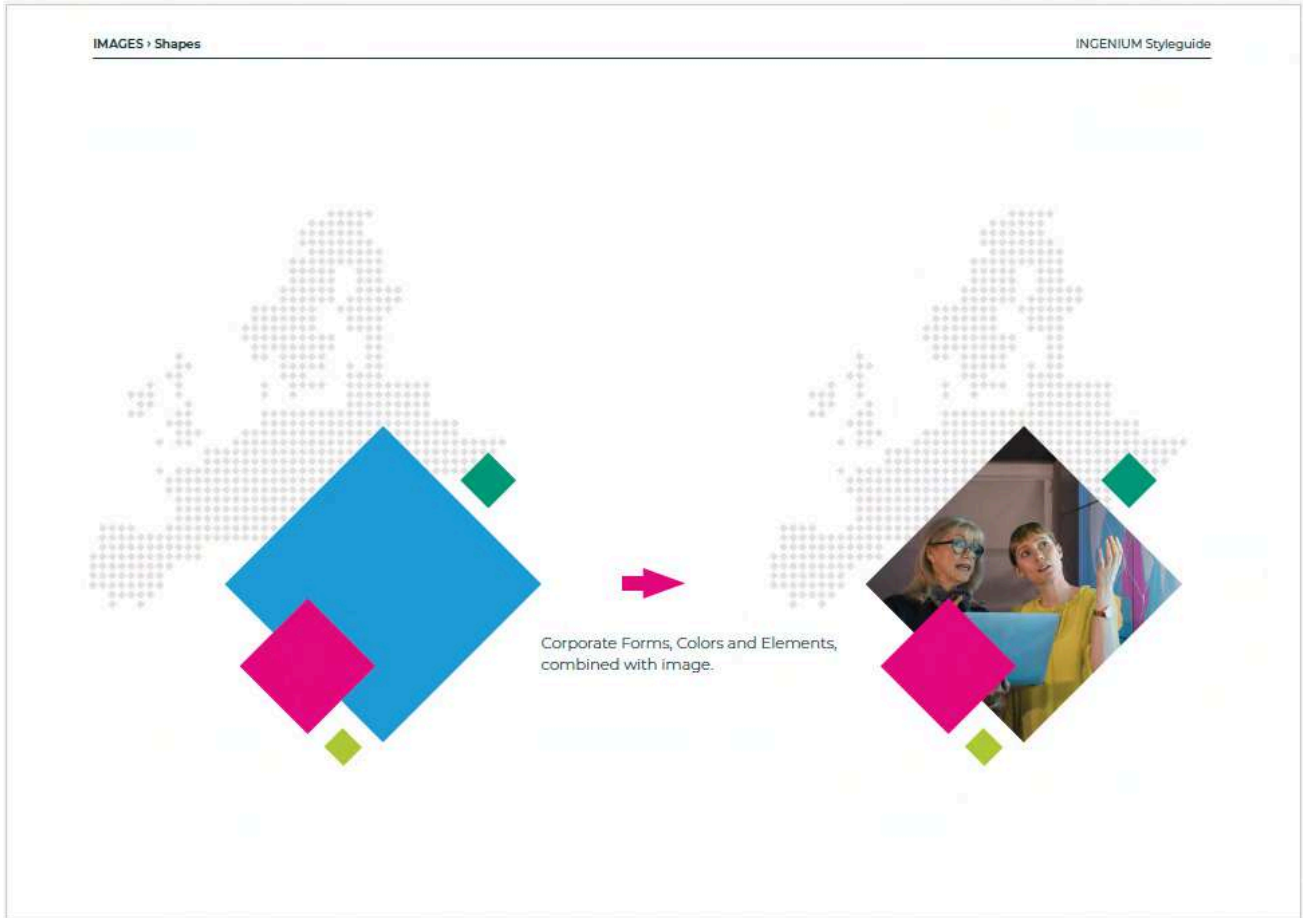 IMAGES › Shapes
INGENIUM Styleguide
Corporate Forms, Colors and Elements,
combined with image.